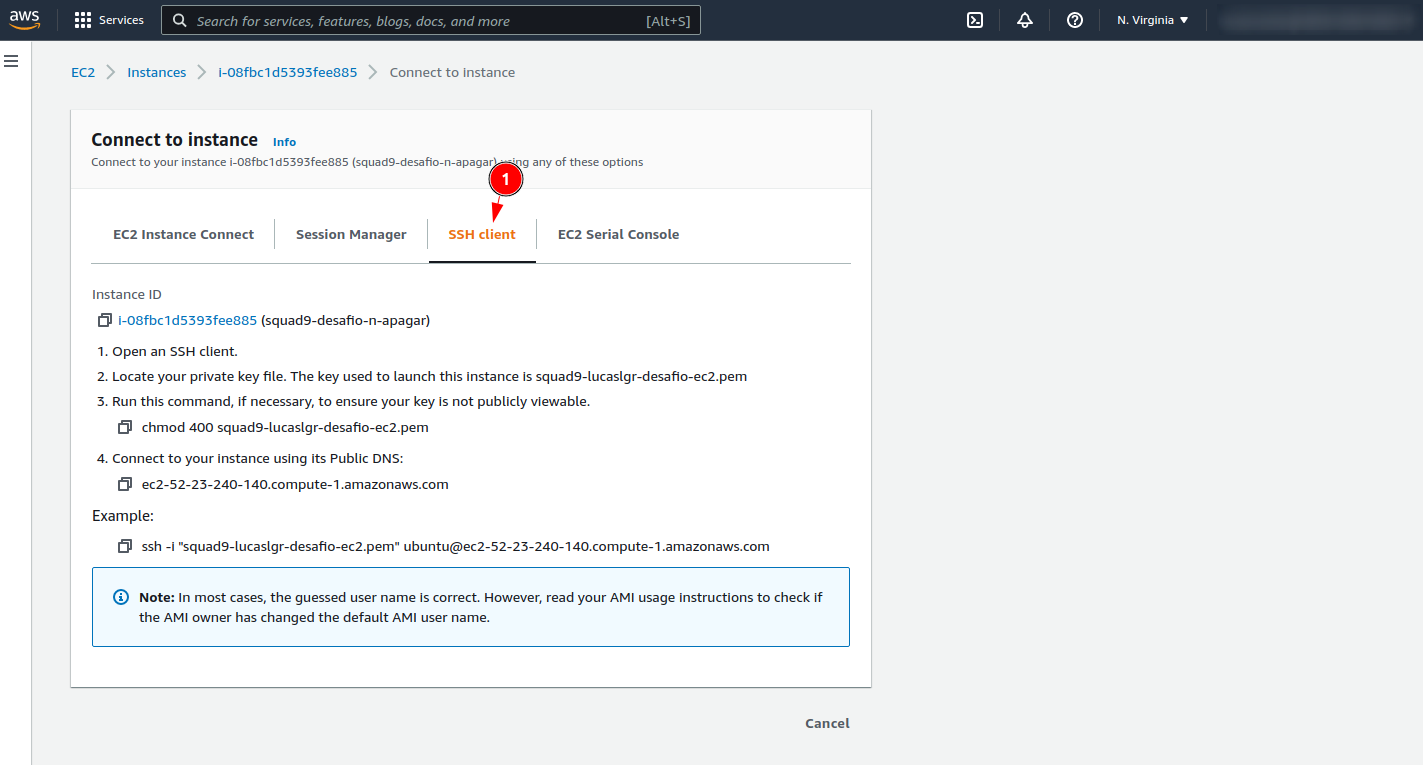 aws
Services
Search for services, features, blogs, docs, and more
[Alt+S]
N. Virginia
EC2
Instances
i-08fbc1d5393fee885
Connect to instance
Connect to instance Info
Connect to your instance i-08fbc1d5393fee885 (squad9-desafio-n-apagar) using any of these options
1
EC2 Instance Connect
Session Manager
SSH client
EC2 Serial Console
Instance ID
i-08fbc1d5393fee885 (squad9-desafio-n-apagar)
1. Open an SSH client.
2. Locate your private key file. The key used to launch this instance is squad9-lucaslgr-desafio-ec2.pem
3. Run this command, if necessary, to ensure your key is not publicly viewable.
chmod 400 squad9-lucaslgr-desafio-ec2.pem
4. Connect to your instance using its Public DNS:
ec2-52-23-240-140.compute-1.amazonaws.com
Example:
ssh -i "squad9-lucaslgr-desafio-ec2.pem" ubuntu@ec2-52-23-240-140.compute-1.amazonaws.com
Note: In most cases, the guessed user name is correct. However, read your AMI usage instructions to check if
the AMI owner has changed the default AMI user name.
Cancel